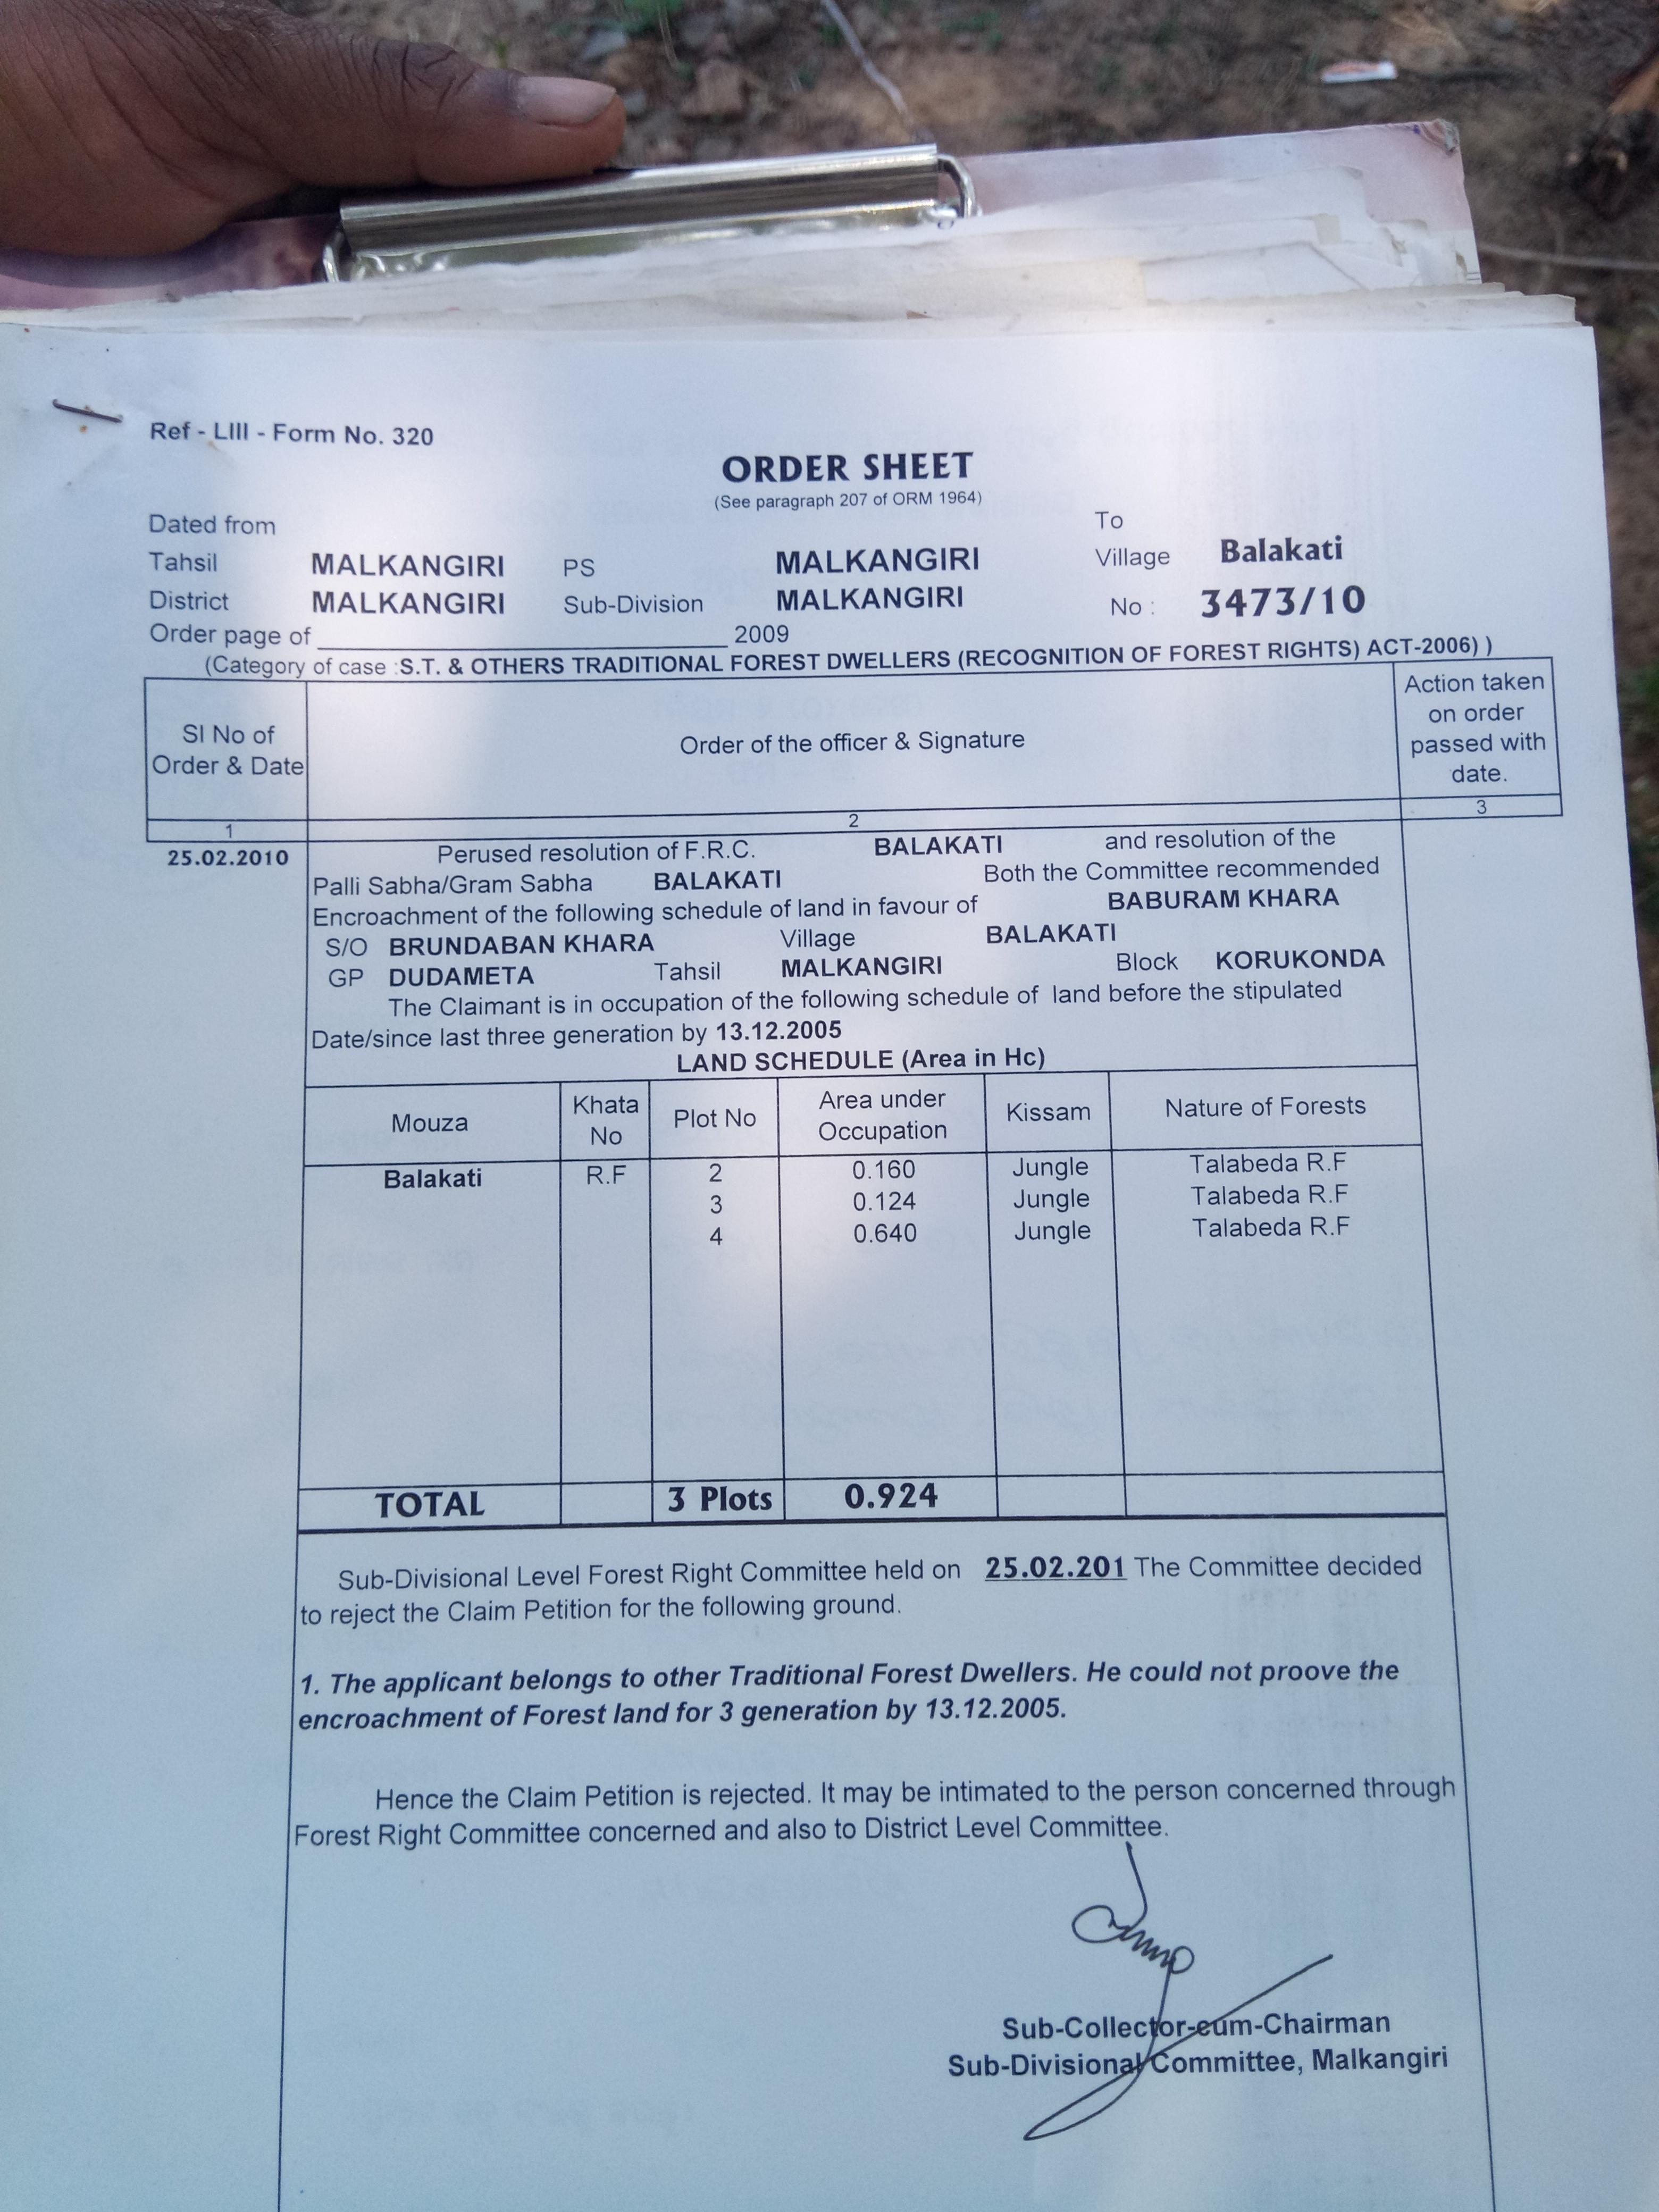 Ref - LIII - Form No. 320
ORDER SHEET
(See paragraph 207 of ORM 1964)
Dated from To
Tahsil MALKANGIRI PS MALKANGIRI Village Balakati
District MALKANGIRI Sub-Division MALKANGIRI No : 3473/10
Order page of 2009
(Category of case :S.T. & OTHERS TRADITIONAL FOREST DWELLERS (RECOGNITION OF FOREST RIGHTS) ACT-2006) )
Sl No of Order & Date Order of the officer & Signature Action taken on order passed with date.
1 2 3
25.02.2010 Perused resolution of F.R.C. BALAKATI and resolution of the
Palli Sabha/Gram Sabha BALAKATI Both the Committee recommended
Encroachment of the following schedule of land in favour of BABURAM KHARA
S/O BRUNDABAN KHARA Village BALAKATI
GP DUDAMETA Tahsil MALKANGIRI Block KORUKONDA
The Claimant is in occupation of the following schedule of land before the stipulated
Date/since last three generation by 13.12.2005
LAND SCHEDULE (Area in Hc)
Mouza Khata No Plot No Area under Occupation Kissam Nature of Forests
Balakati R.F 2 0.160 Jungle Talabeda R.F
3 0.124 Jungle Talabeda R.F
4 0.640 Jungle Talabeda R.F
TOTAL 3 Plots 0.924
Sub-Divisional Level Forest Right Committee held on 25.02.201 The Committee decided
to reject the Claim Petition for the following ground.
1. The applicant belongs to other Traditional Forest Dwellers. He could not proove the
encroachment of Forest land for 3 generation by 13.12.2005.
Hence the Claim Petition is rejected. It may be intimated to the person concerned through
Forest Right Committee concerned and also to District Level Committee.
Sub-Collector-cum-Chairman
Sub-Divisional Committee, Malkangiri